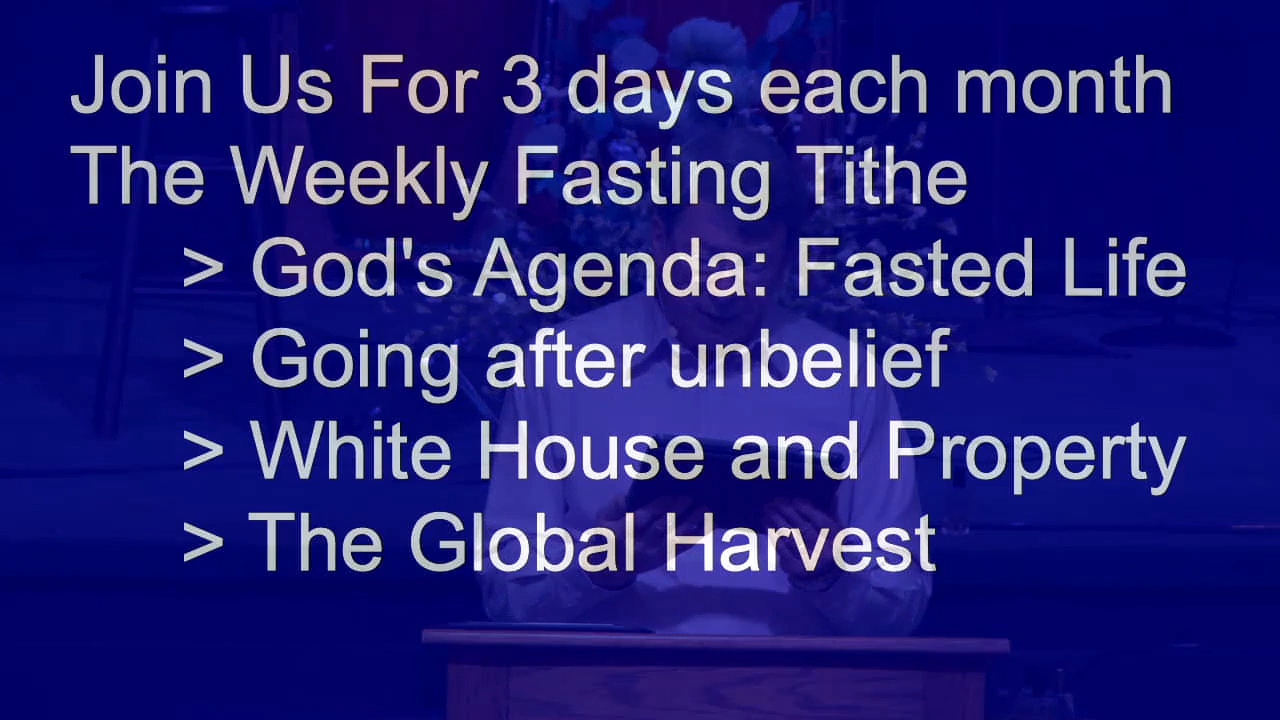 Join Us For 3 days each month
The Weekly Fasting Tithe
> God's Agenda: Fasted Life
> Going after unbelief
> White House and Property
> The Global Harvest